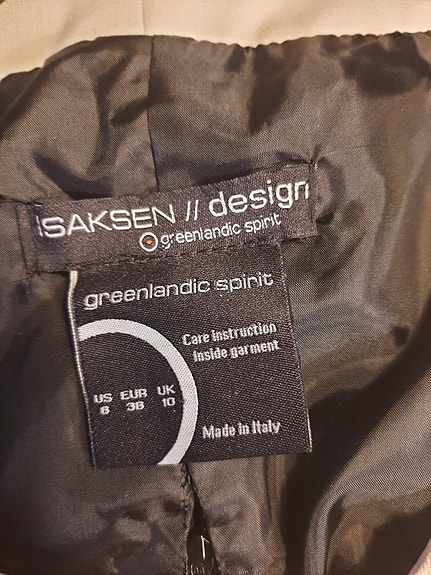 ISAKSEN // design
greenlandic spirit
greenlandic spirit
Care instruction
Inside garment
US EUR UK
8 38 10
Made in Italy